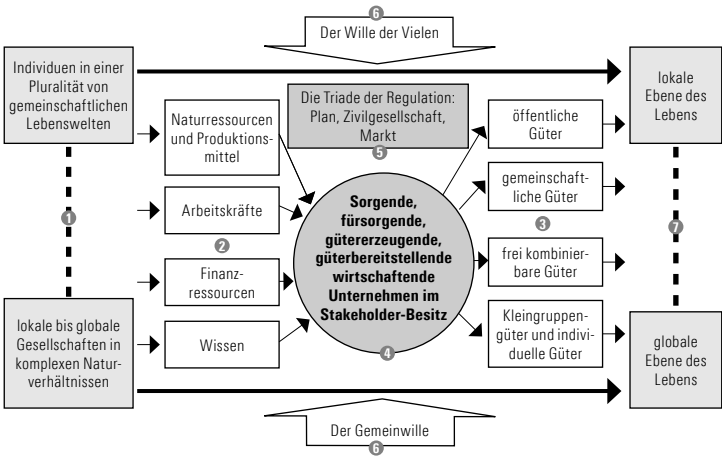 6
Der Wille der Vielen
Individuen in einer
Pluralität von
gemeinschaftlichen
Lebenswelten
lokale
Ebene des
Lebens
Naturressourcen
und Produktions-
mittel
Die Triade der Regulation:
Plan, Zivilgesellschaft,
Markt
5
öffentliche
Güter
1
Arbeitskräfte
2
Finanz-
ressourcen
Wissen
Sorgende,
fürsorgende,
gütererzeugende,
güterbereitstellende
wirtschaftende
Unternehmen im
Stakeholder-Besitz
4
gemeinschaft-
liche Güter
3
frei kombinier-
bare Güter
Kleingruppen-
güter und indivi-
duelle Güter
7
lokale bis globale
Gesellschaften in
komplexen Natur-
verhältnissen
globale
Ebene des
Lebens
Der Gemeinwille
6